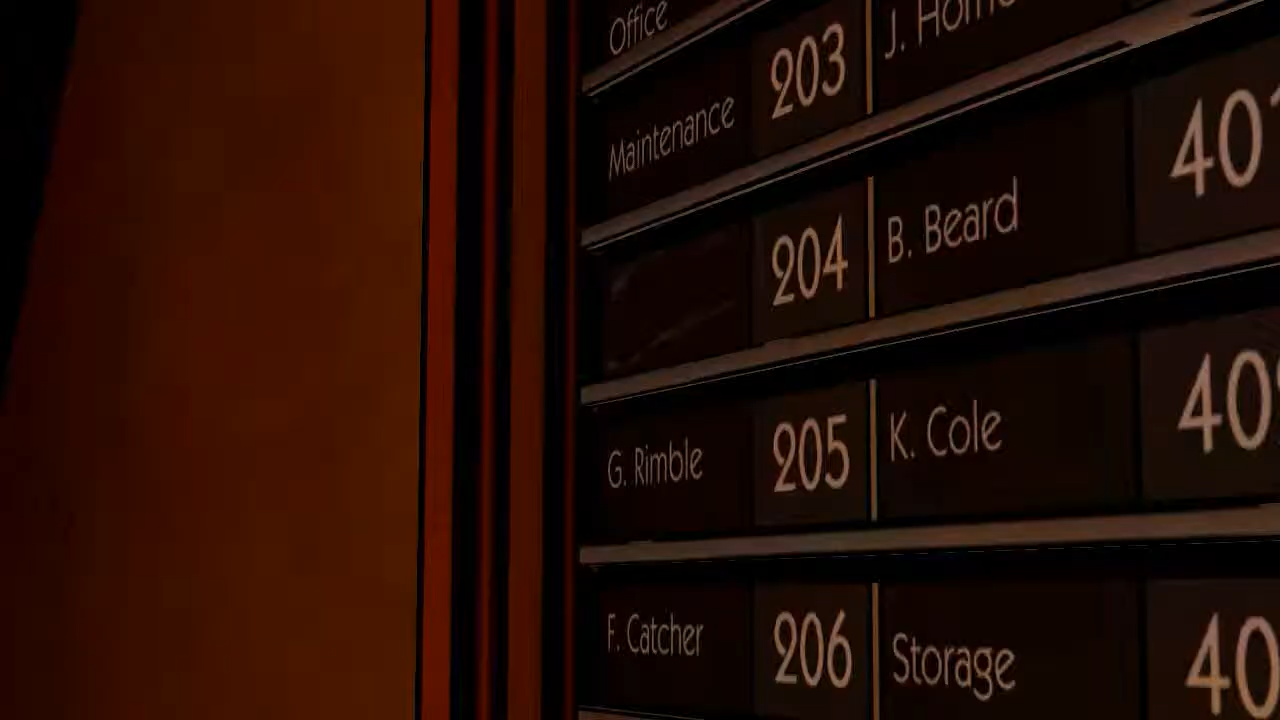 Office
Maintenance 203
204
G. Rimble 205
F. Catcher 206
J.
B. Beard
K. Cole
Storage